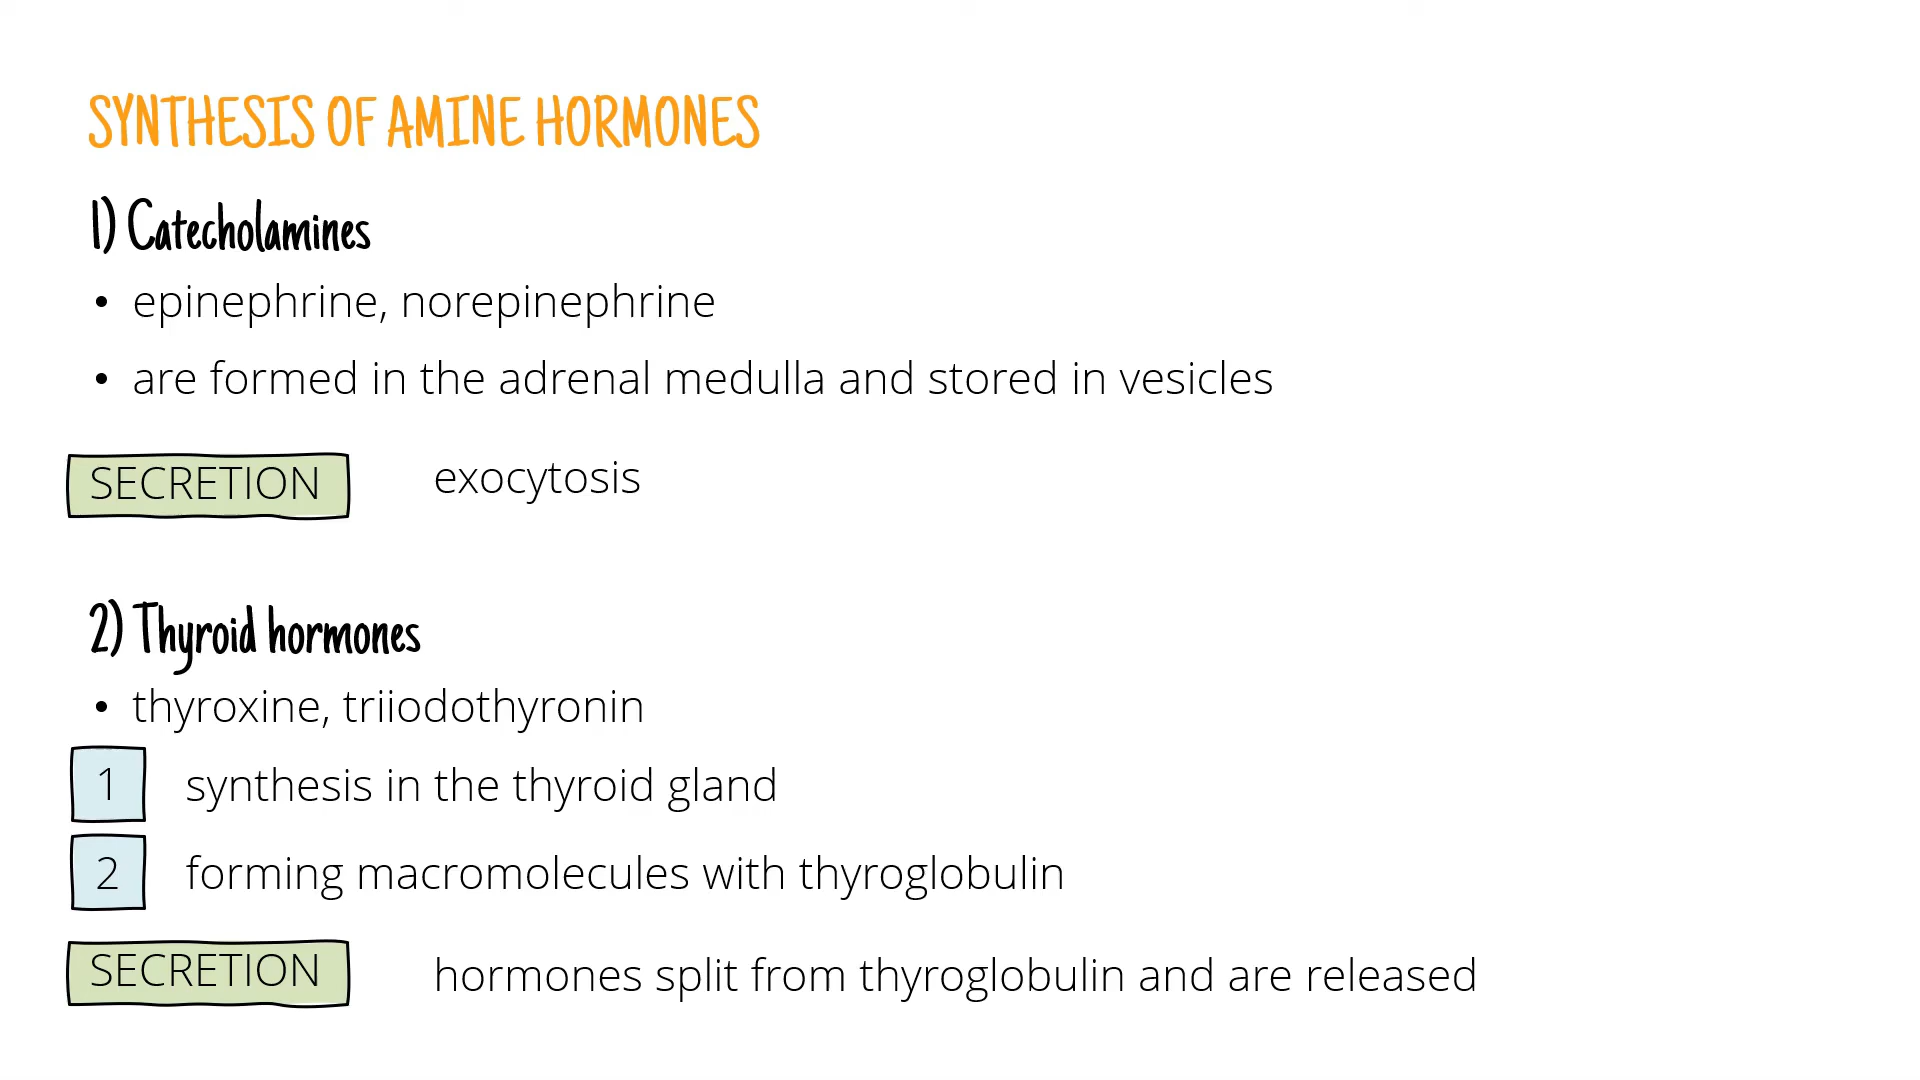 SYNTHESIS OF AMINE HORMONES
1) Catecholamines
• epinephrine, norepinephrine
• are formed in the adrenal medulla and stored in vesicles
SECRETION exocytosis
2) Thyroid hormones
• thyroxine, triiodothyronin
1 synthesis in the thyroid gland
2 forming macromolecules with thyroglobulin
SECRETION hormones split from thyroglobulin and are released